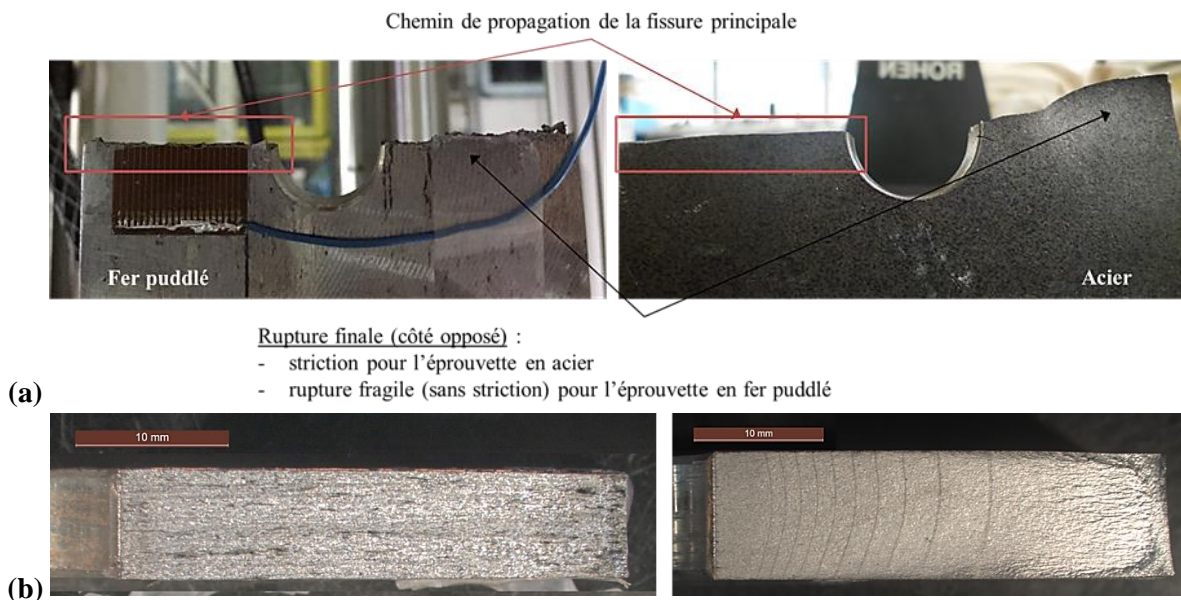 Chemin de propagation de la fissure principale
ROHEN
Fer puddlé
Acier
Rupture finale (côté opposé) :
- striction pour l'éprouvette en acier
- rupture fragile (sans striction) pour l'éprouvette en fer puddlé
(a)
10 mm
10 mm
(b)